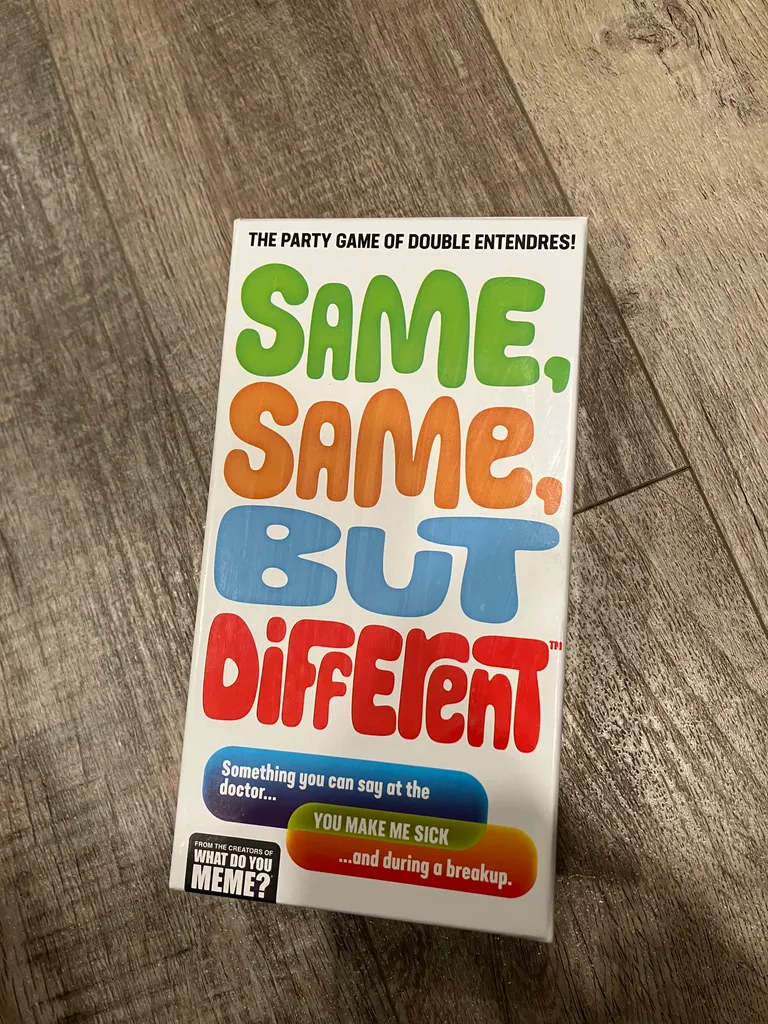 THE PARTY GAME OF DOUBLE ENTENDRES!
SAME,
SAME,
BUT
DIFFERENT™
Something you can say at the
doctor...
YOU MAKE ME SICK
...and during a breakup.
FROM THE CREATORS OF
WHAT DO YOU
MEME?